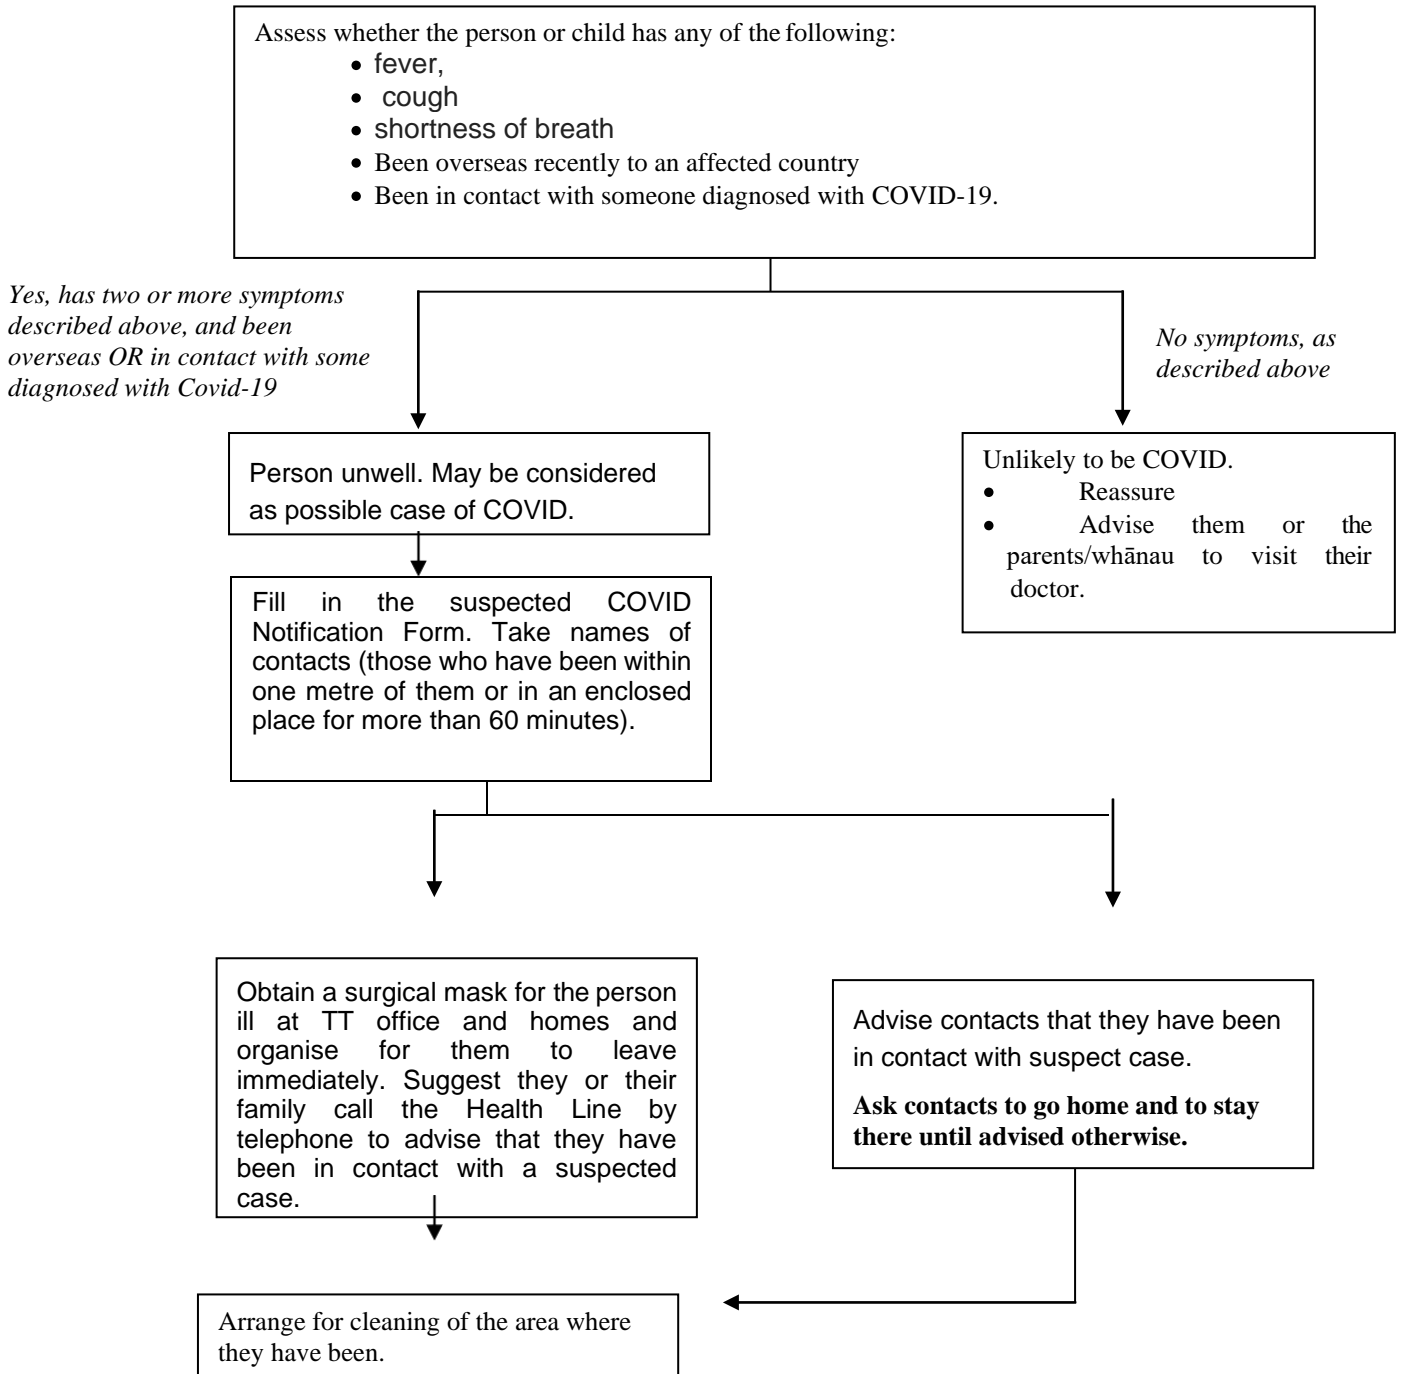 Assess whether the person or child has any of the following:
• fever,
• cough
• shortness of breath
• Been overseas recently to an affected country
• Been in contact with someone diagnosed with COVID-19.
Yes, has two or more symptoms
described above, and been
overseas OR in contact with some
diagnosed with Covid-19
No symptoms, as
described above
Person unwell. May be considered
as possible case of COVID.
Unlikely to be COVID.
• Reassure
• Advise them or the
parents/whānau to visit their
doctor.
Fill in the suspected COVID
Notification Form. Take names of
contacts (those who have been within
one metre of them or in an enclosed
place for more than 60 minutes).
Obtain a surgical mask for the person
ill at TT office and homes and
organise for them to leave
immediately. Suggest they or their
family call the Health Line by
telephone to advise that they have
been in contact with a suspected
case.
Advise contacts that they have been
in contact with suspect case.
Ask contacts to go home and to stay
there until advised otherwise.
Arrange for cleaning of the area where
they have been.